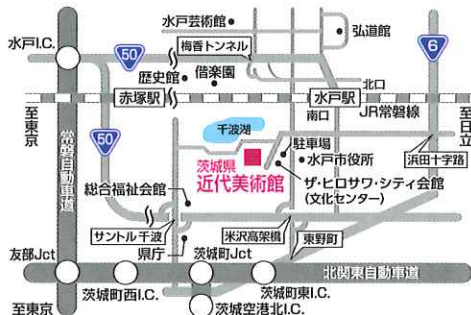 水戸芸術館
弘道館
水戸I.C.
50
梅香トンネル
6
歴史館
偕楽園
北口
赤塚駅
水戸駅
南口
JR常磐線
至東京
至日立
常磐自動車道
50
千波湖
駐車場
水戸市役所
浜田十字路
茨城県
近代美術館
ザ・ヒロサワ・シティ会館
(文化センター)
総合福祉会館
サントル千波
県庁
米沢高架橋
東野町
友部Jct
茨城町Jct
北関東自動車道
茨城町西I.C.
茨城町東I.C.
至東京
茨城空港北I.C.